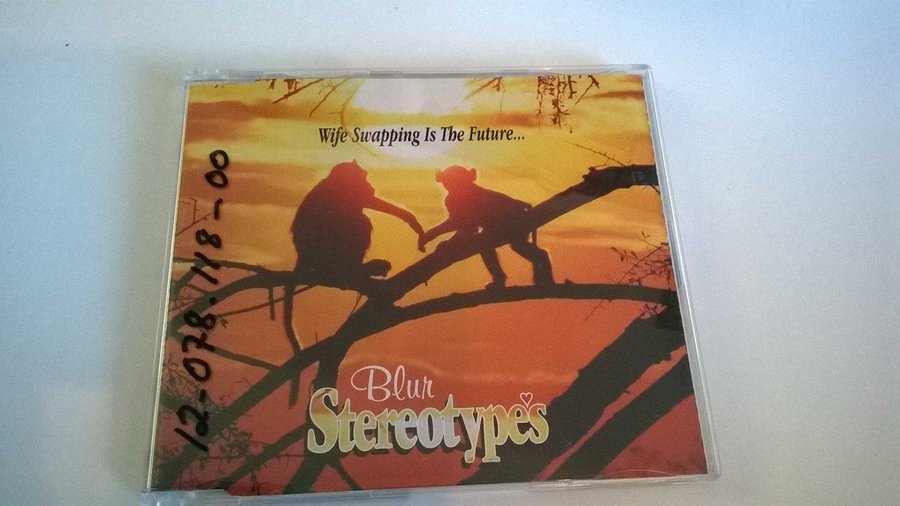 Wife Swapping Is The Future...
12-078.118-00
Blur
Stereotypes